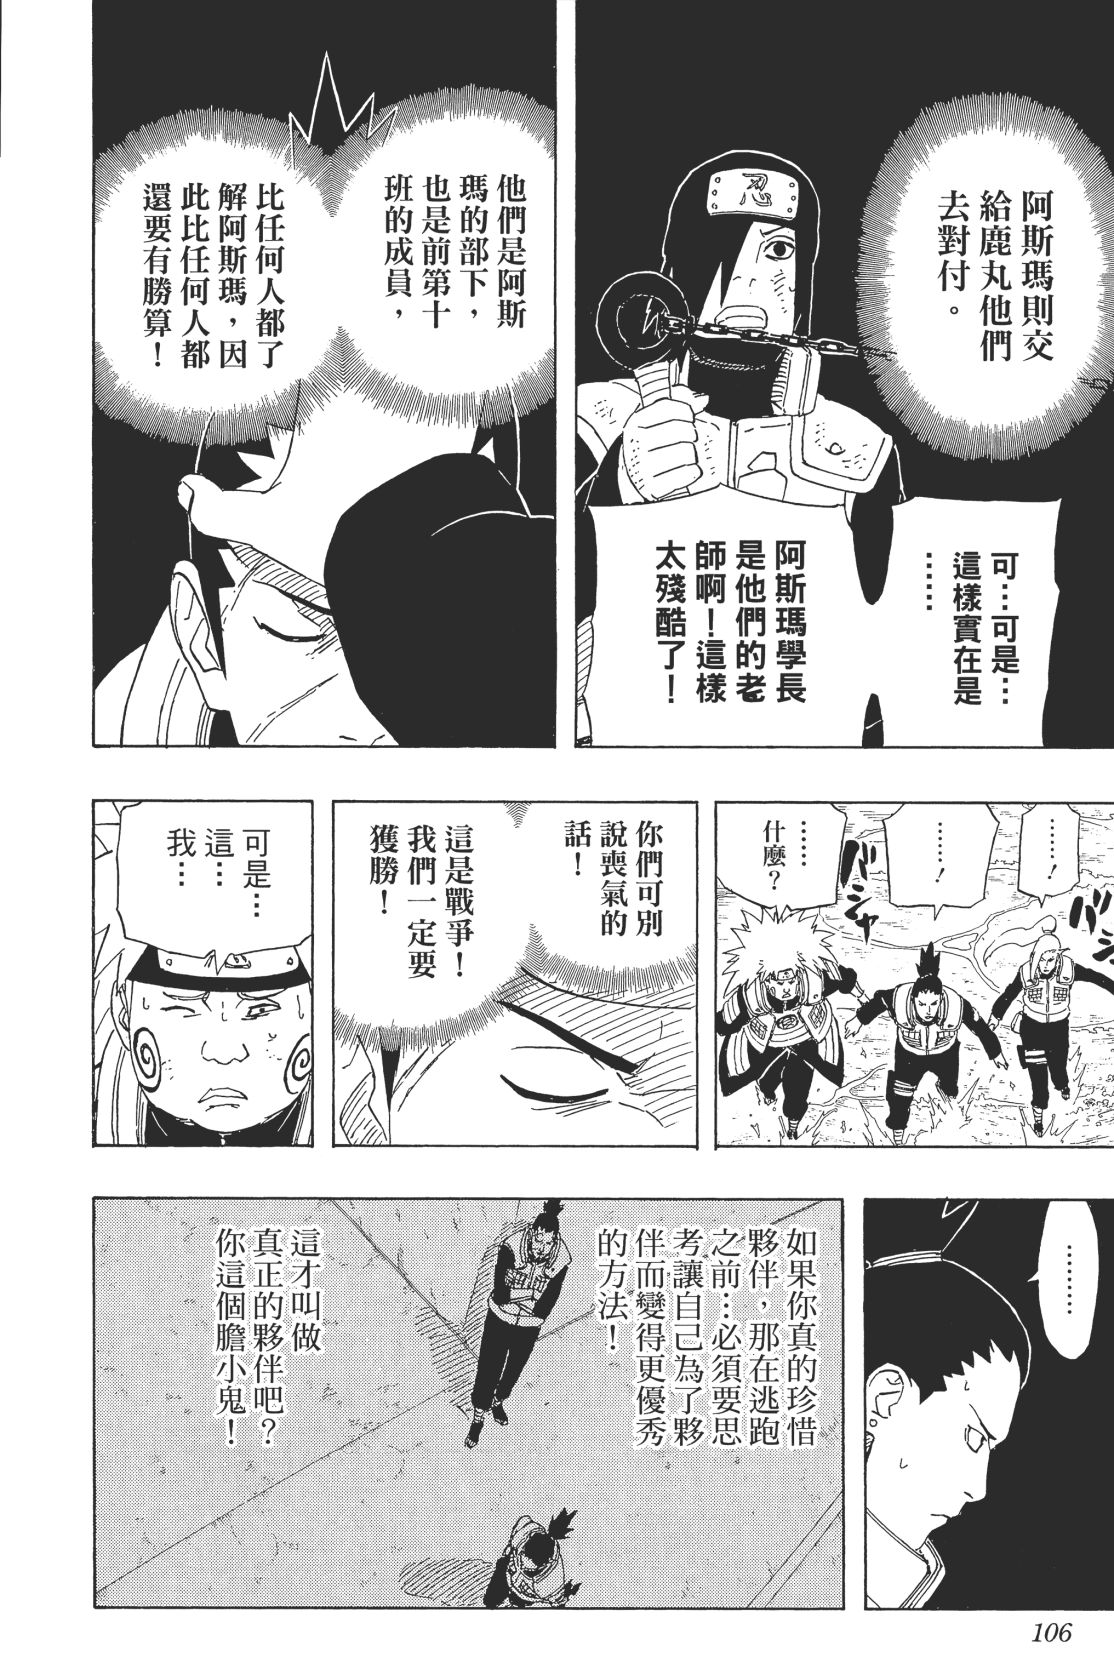 阿斯瑪則交
給鹿丸他們
去對付。
忍
可…可是…
這樣實在是
……
阿斯瑪學長
是他們的老
師啊！這樣
太殘酷了！
他們是阿斯
瑪的部下，
也是前第十
班的成員，
比任何人都了
解阿斯瑪，因
此比任何人都
還要有勝算！
……！
……！
……
什麼？
バッ
バシャ
你們可別
說喪氣的
話！
這是戰爭！
我們一定要
獲勝！
可是…
這…
我…
………
如果你真的珍惜
夥伴，那在逃跑
之前…必須要思
考讓自己為了夥
伴而變得更優秀
的方法！
這才叫做
真正的夥伴吧？
你這個膽小鬼！
106